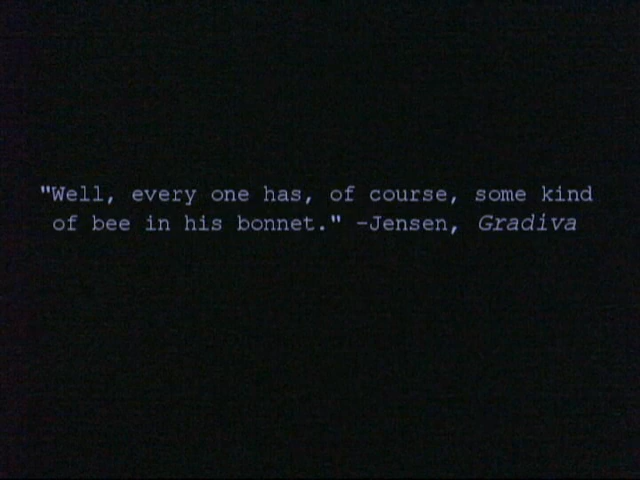 "Well, every one has, of course, some kind
of bee in his bonnet." -Jensen, Gradiva